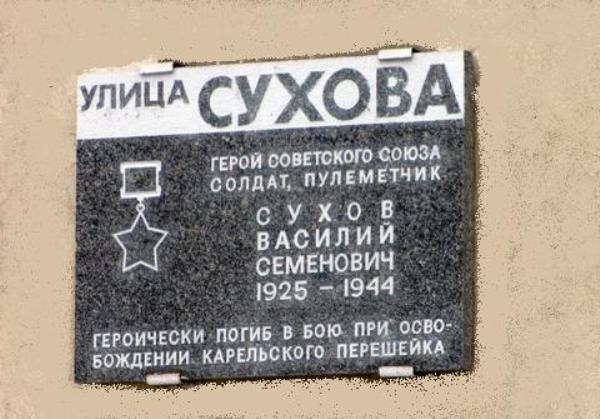 УЛИЦА СУХОВА
ГЕРОЙ СОВЕТСКОГО СОЮЗА
СОЛДАТ, ПУЛЕМЕТЧИК
СУХОВ
ВАСИЛИЙ
СЕМЕНОВИЧ
1925 - 1944
ГЕРОИЧЕСКИ ПОГИБ В БОЮ ПРИ ОСВО-
БОЖДЕНИИ КАРЕЛЬСКОГО ПЕРЕШЕЙКА